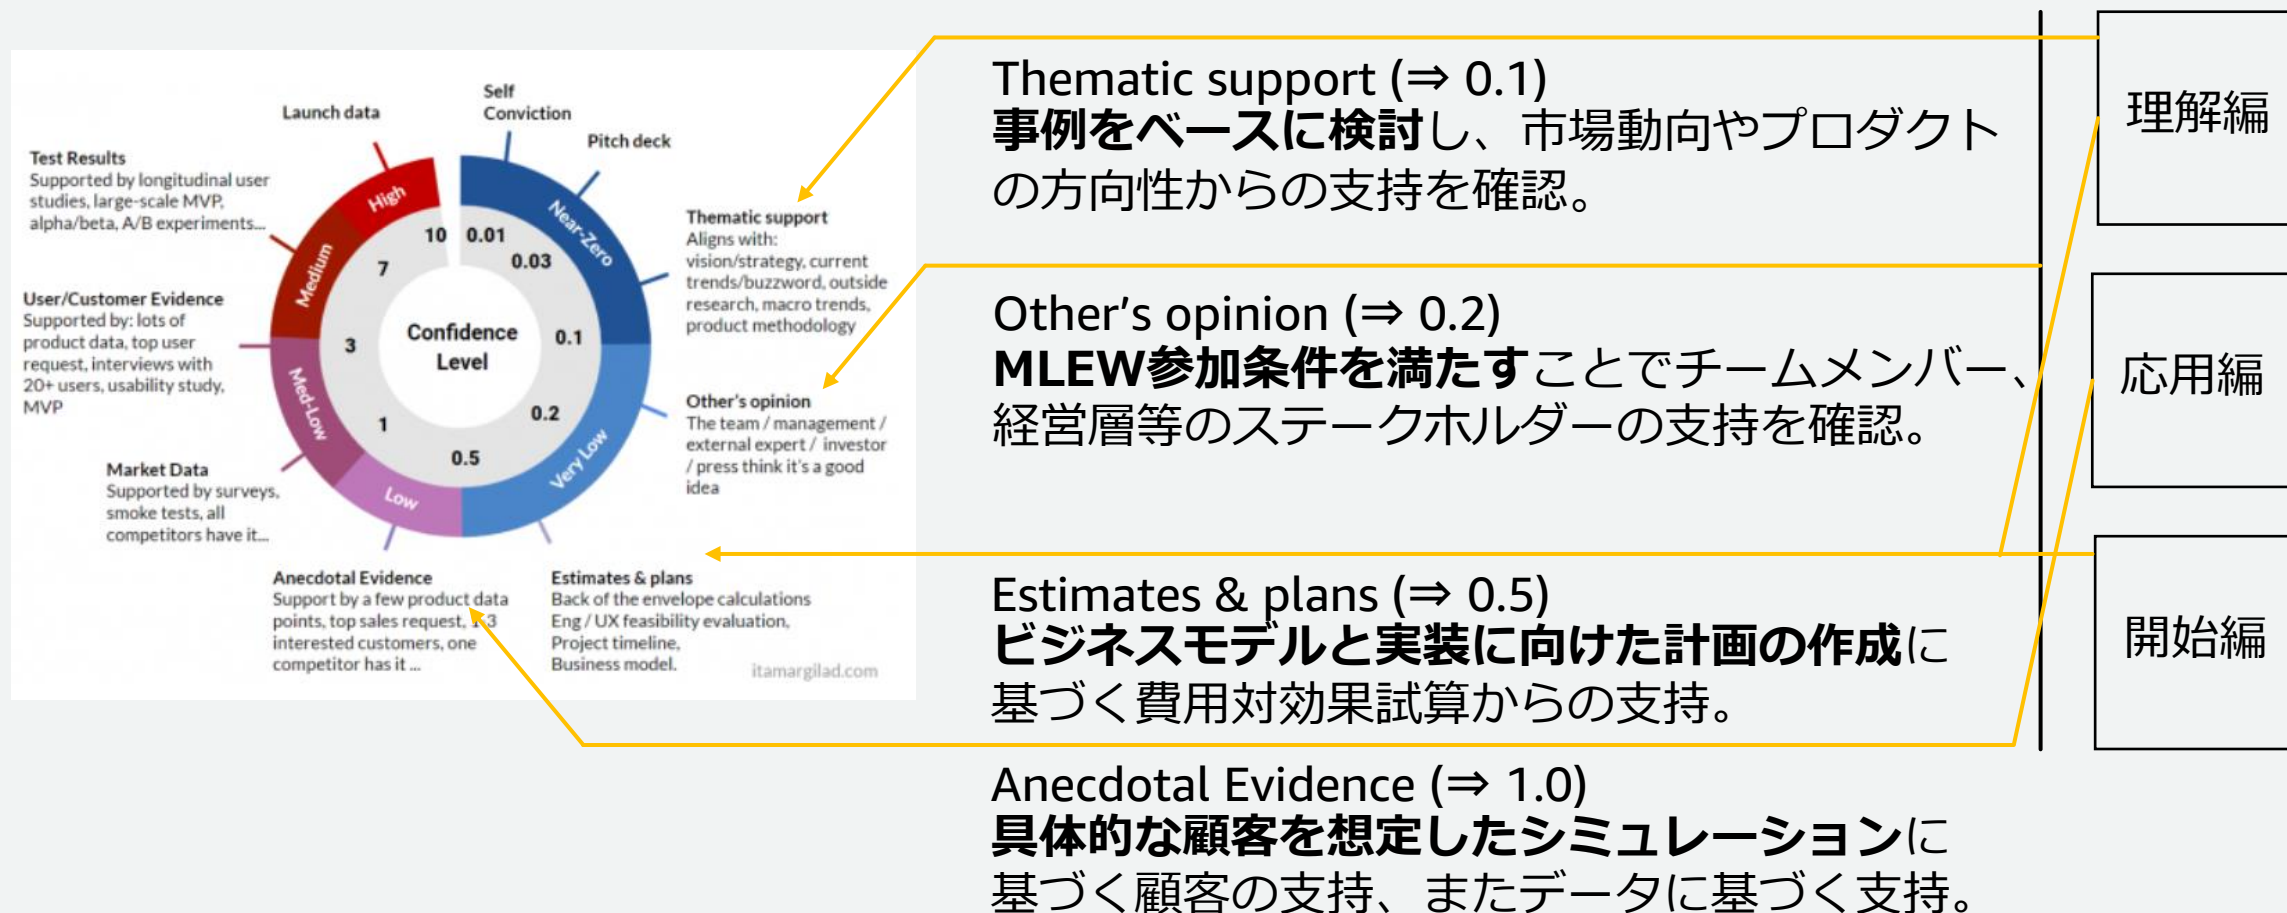 Launch data
Self
Conviction
Pitch deck
Test Results
Supported by longitudinal user
studies, large-scale MVP,
alpha/beta, A/B experiments...
User/Customer Evidence
Supported by: lots of
product data, top user
request, interviews with
20+ users, usability study,
MVP
Market Data
Supported by surveys,
smoke tests, all
competitors have it...
Anecdotal Evidence
Support by a few product data
points, top sales request, 1-3
interested customers, one
competitor has it ...
Estimates & plans
Back of the envelope calculations
Eng / UX feasibility evaluation,
Project timeline,
Business model.
Other's opinion
The team / management /
external expert / investor
/ press think it's a good
idea
Thematic support
Aligns with:
vision/strategy, current
trends/buzzword, outside
research, macro trends,
product methodology
High
Medium
Med-Low
Low
Very Low
Near-Zero
10
7
3
1
0.5
0.2
0.1
0.03
0.01
Confidence
Level
itamargilad.com
Thematic support (⇒ 0.1)
事例をベースに検討し、市場動向やプロダクト
の方向性からの支持を確認。
Other's opinion (⇒ 0.2)
MLEW参加条件を満たすことでチームメンバー、
経営層等のステークホルダーの支持を確認。
Estimates & plans (⇒ 0.5)
ビジネスモデルと実装に向けた計画の作成に
基づく費用対効果試算からの支持。
Anecdotal Evidence (⇒ 1.0)
具体的な顧客を想定したシミュレーションに
基づく顧客の支持、またデータに基づく支持。
理解編
応用編
開始編